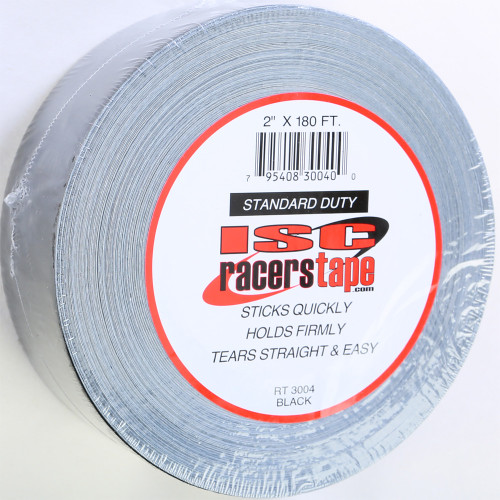 2" X 180 FT.
7 95408 30040 0
STANDARD DUTY
ISC
racerstape
.com
STICKS QUICKLY
HOLDS FIRMLY
TEARS STRAIGHT & EASY
RT 3004
BLACK